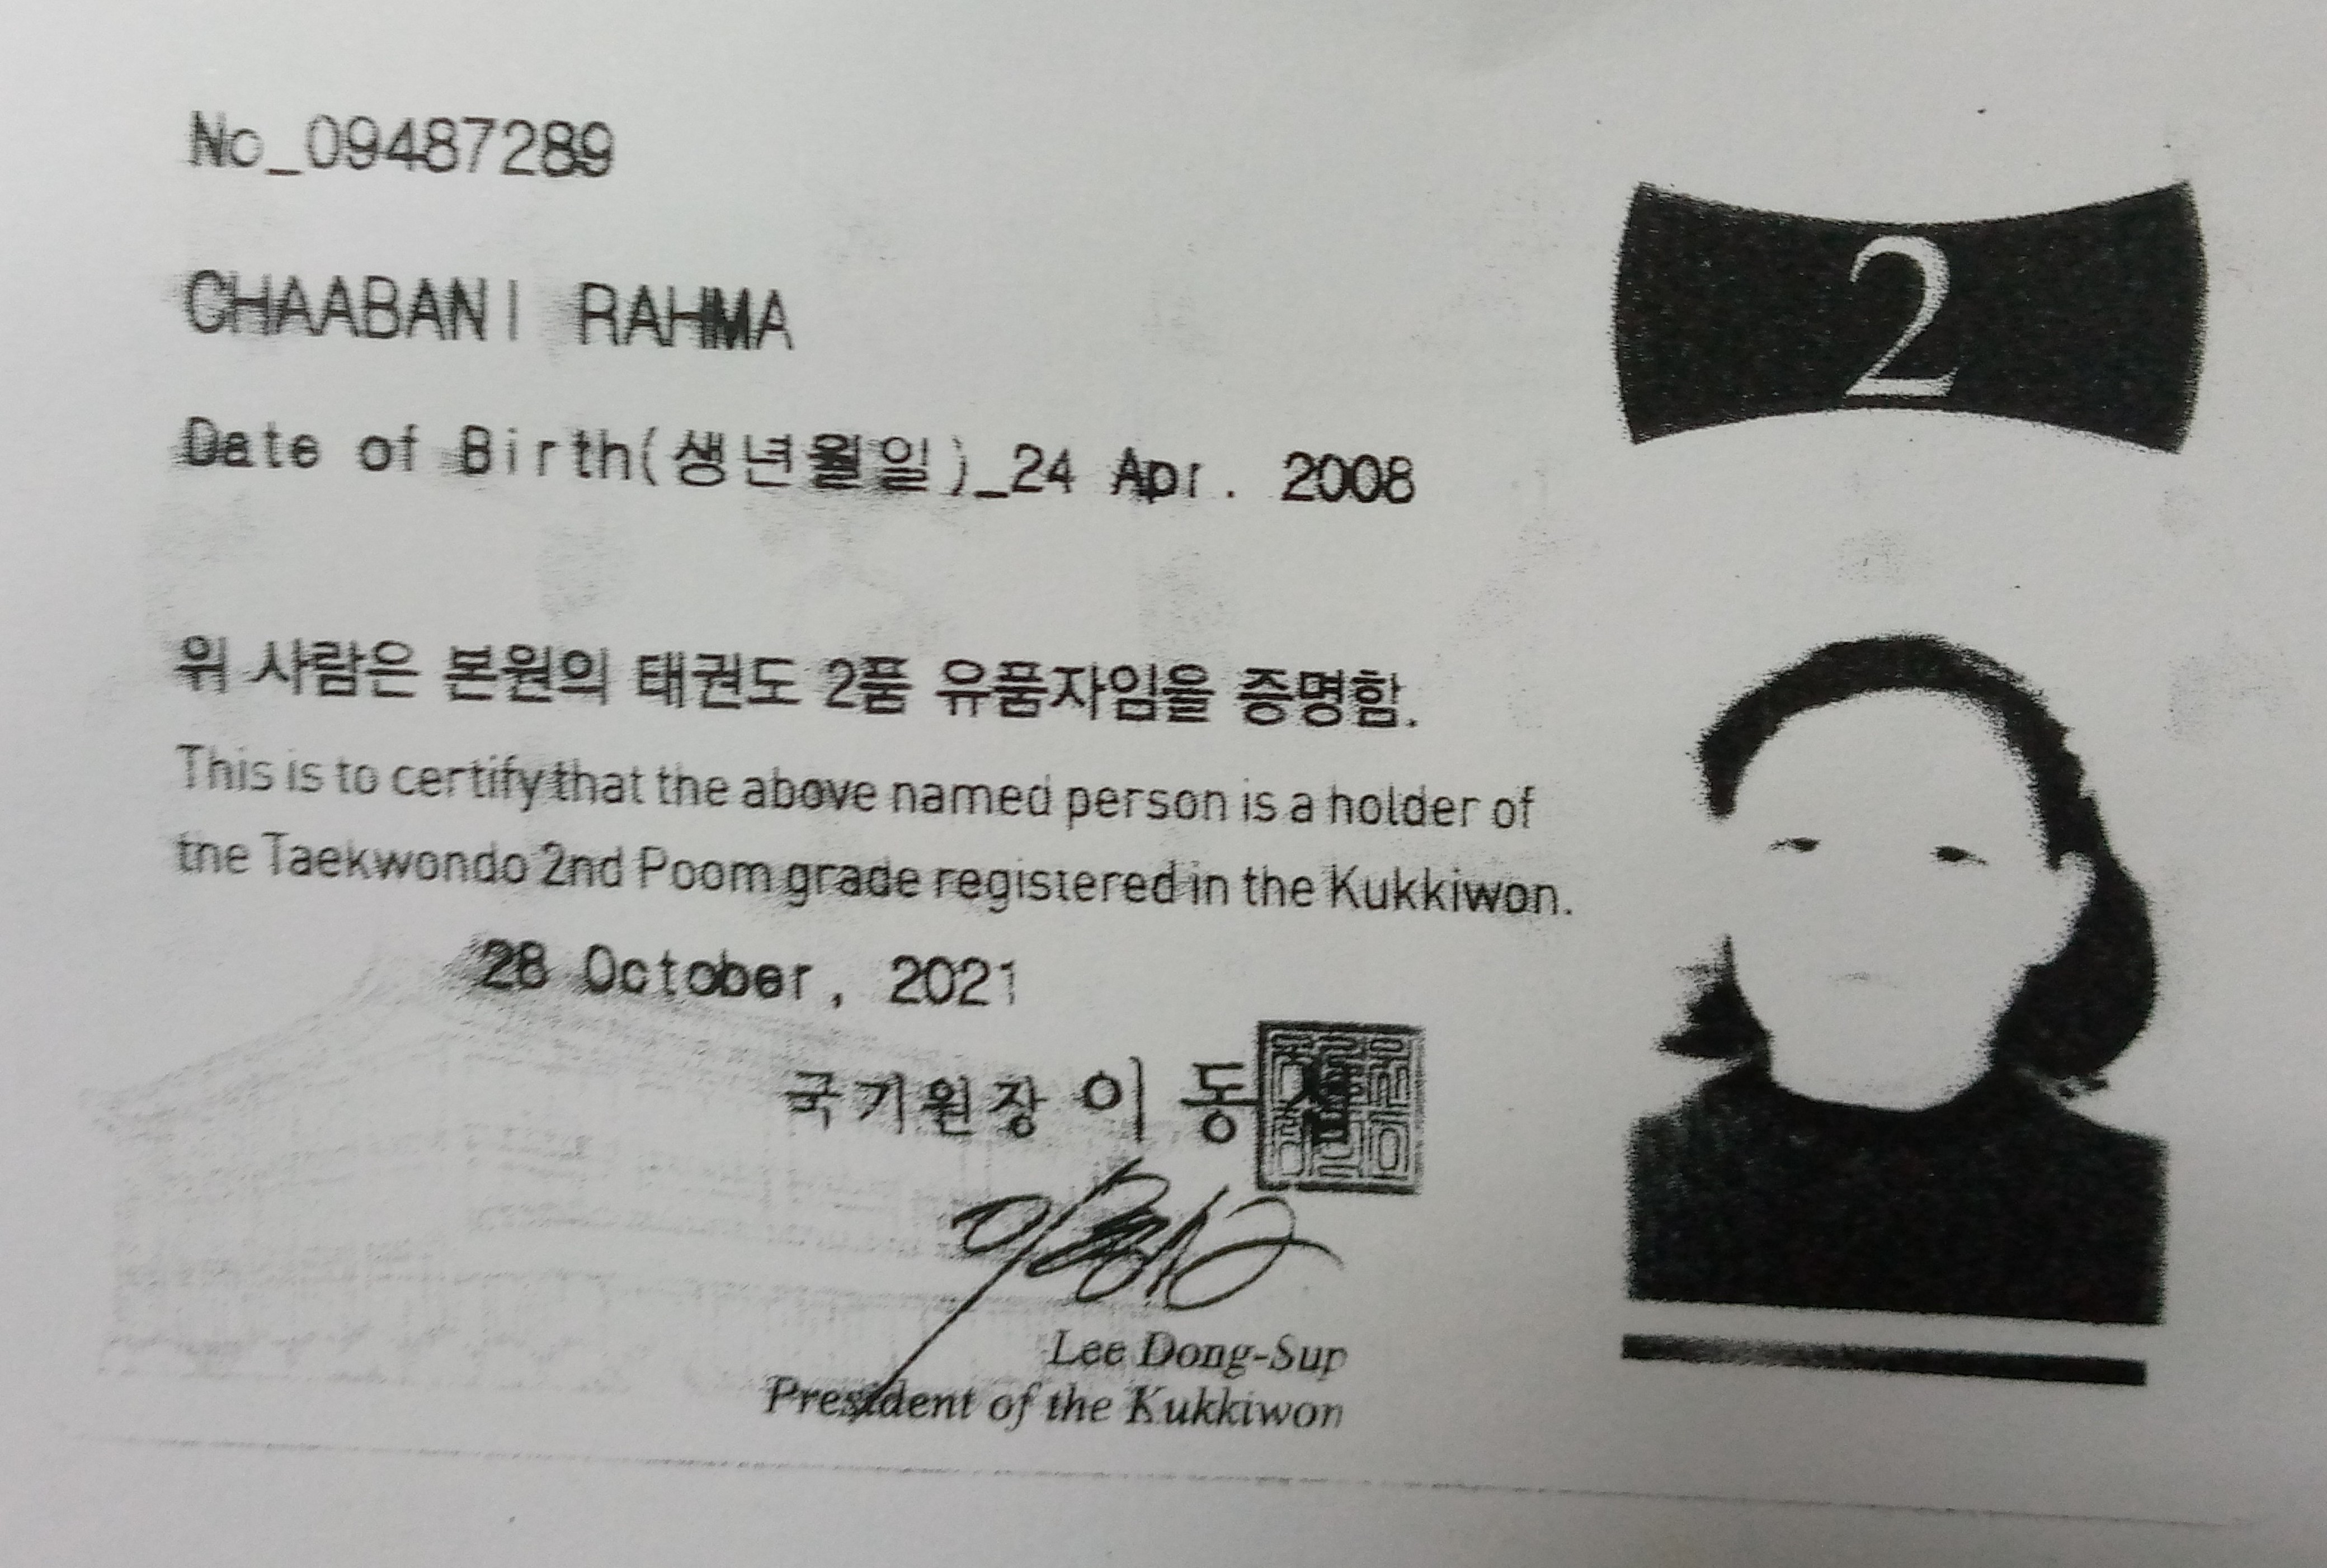 No_09487289
2
CHAABANI RAHMA
Date of Birth(생년월일)_24 Apr. 2008
위 사람은 본원의 태권도 2품 유품자임을 증명함.
This is to certify that the above named person is a holder of
the Taekwondo 2nd Poom grade registered in the Kukkiwon.
28 October, 2021
국기원장 이 동
Lee Dong-Sup
President of the Kukkiwon